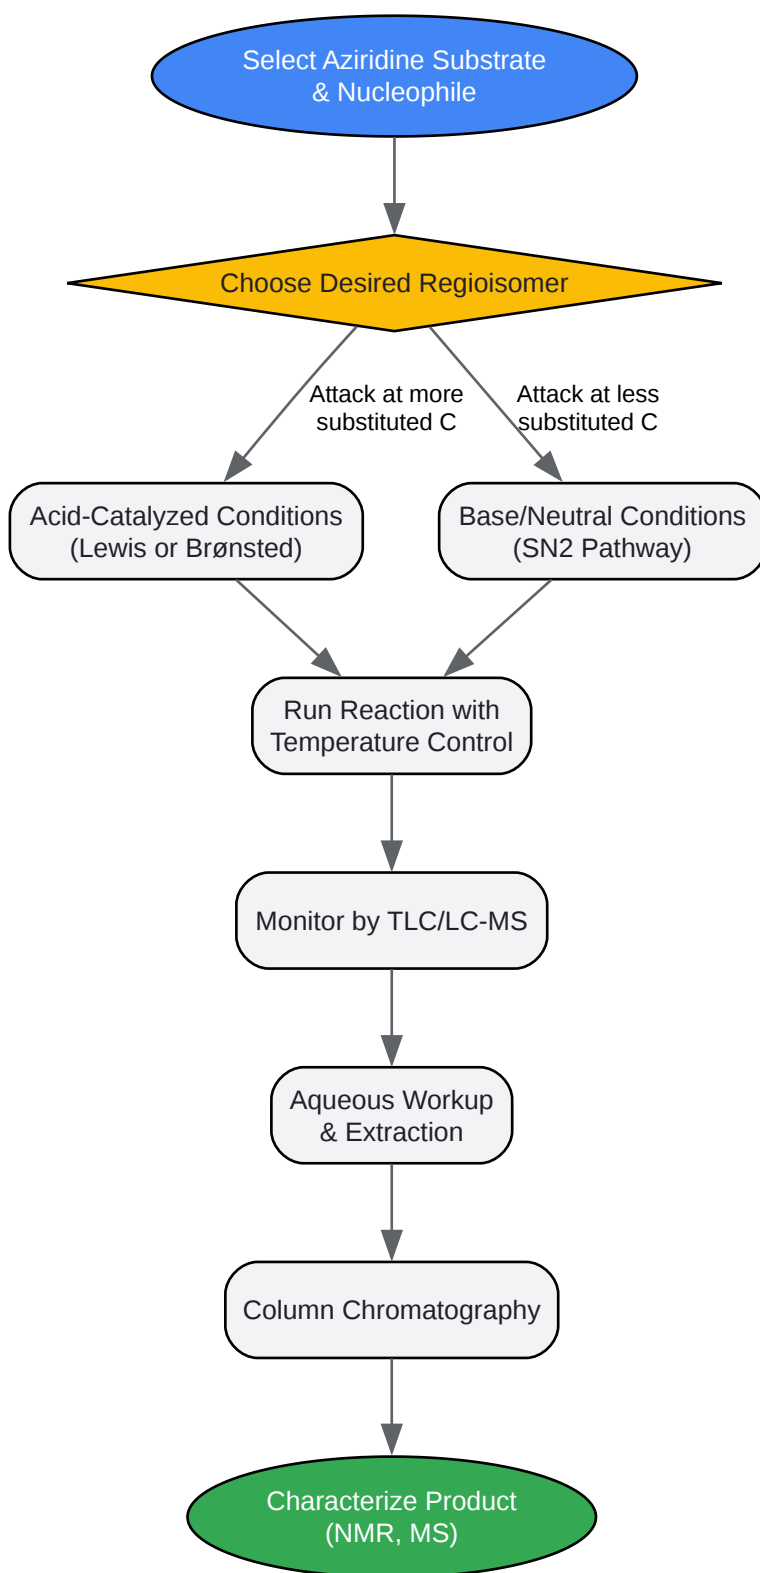 Select Aziridine Substrate
& Nucleophile
Choose Desired Regioisomer
Attack at more
substituted C
Attack at less
substituted C
Acid-Catalyzed Conditions
(Lewis or Brønsted)
Base/Neutral Conditions
(SN2 Pathway)
Run Reaction with
Temperature Control
Monitor by TLC/LC-MS
Aqueous Workup
& Extraction
Column Chromatography
Characterize Product
(NMR, MS)